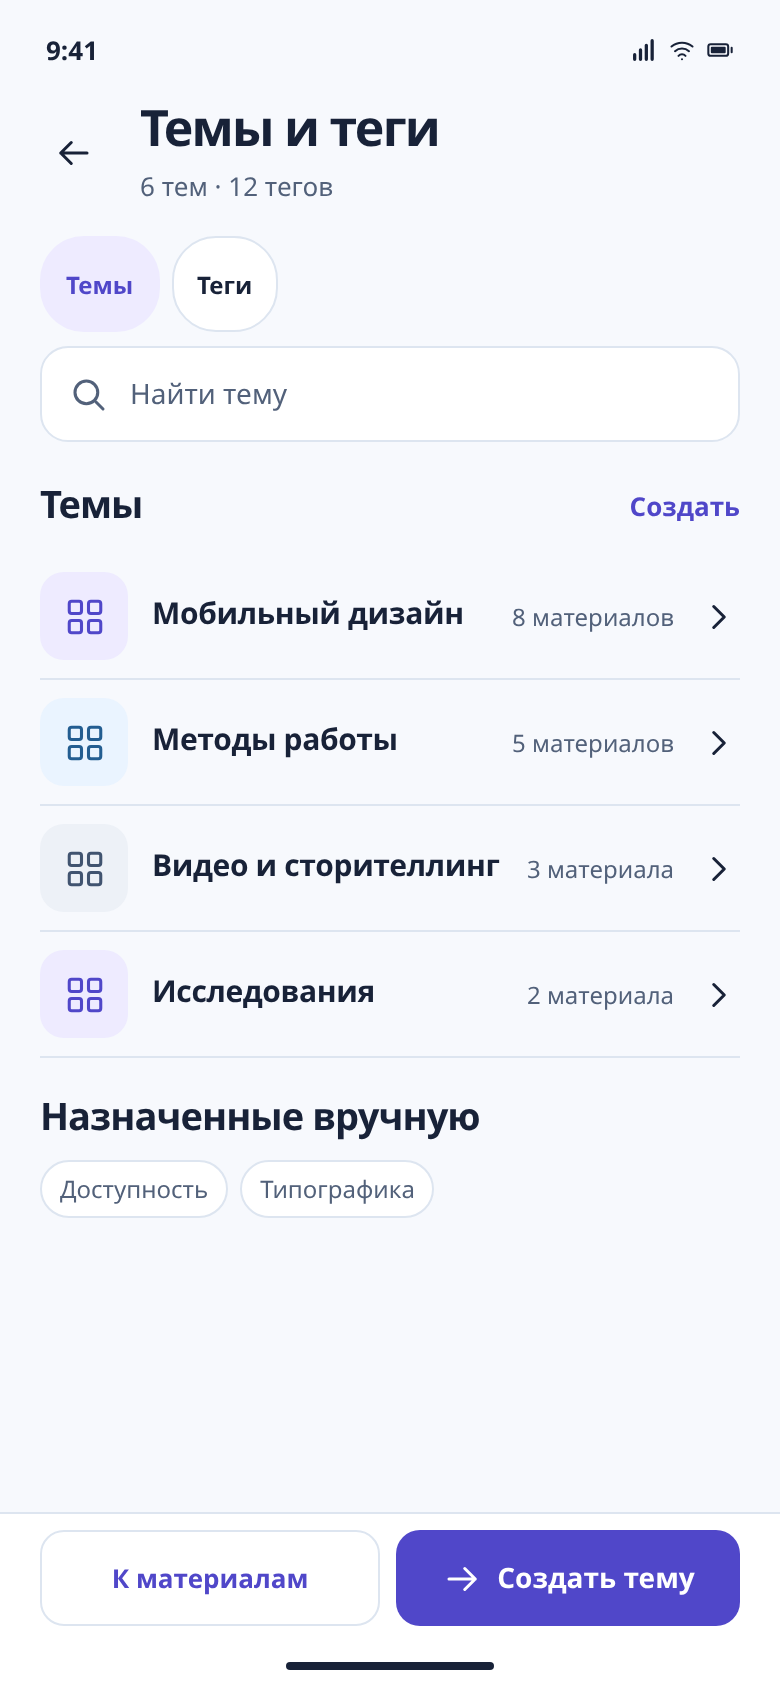 9:41
Темы и теги
6 тем · 12 тегов
Темы
Теги
Найти тему
Темы
Создать
Мобильный дизайн
8 материалов
Методы работы
5 материалов
Видео и сторителлинг
3 материала
Исследования
2 материала
Назначенные вручную
Доступность
Типографика
К материалам
Создать тему